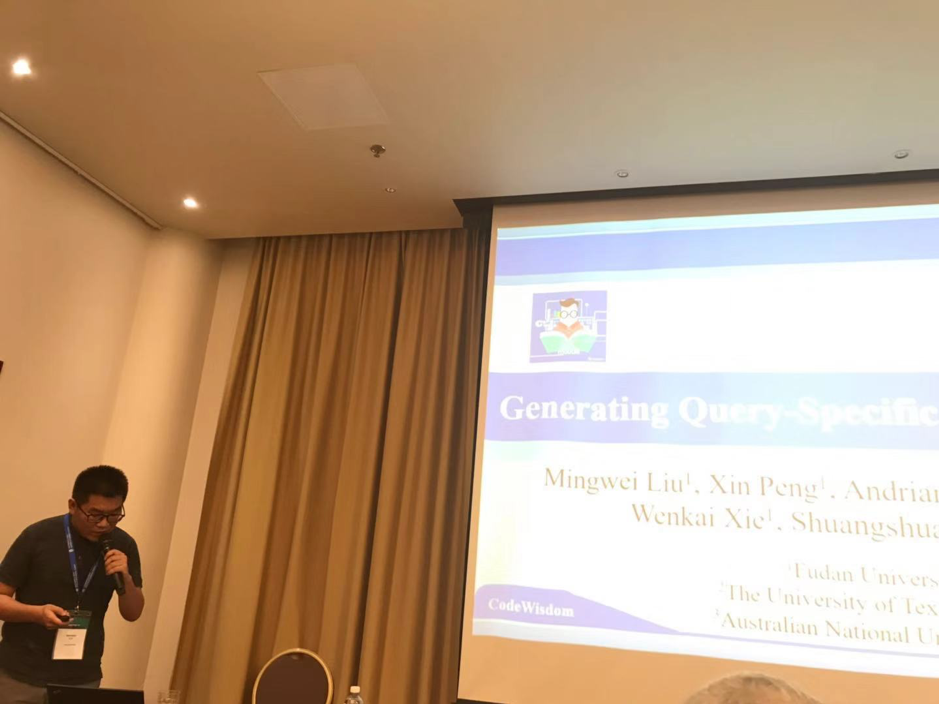 Generating Query-Specific
Mingwei Liu¹, Xin Peng¹, Andrian
Wenkai Xie¹, Shuangshua
¹Fudan Univers
²The University of Tex
³Australian National Un
CodeWisdom